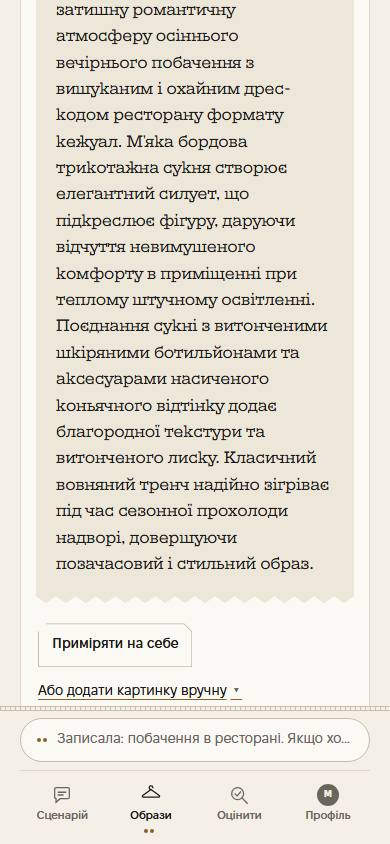 затишну романтичну
атмосферу осіннього
вечірнього побачення з
вишуканим і охайним дрес-
кодом ресторану формату
кежуал. М'яка бордова
трикотажна сукня створює
елегантний силует, що
підкреслює фігуру, даруючи
відчуття невимушеного
комфорту в приміщенні при
теплому штучному освітленні.
Поєднання сукні з витонченими
шкіряними ботильйонами та
аксесуарами насиченого
коньячного відтінку додає
благородної текстури та
витонченого лиску. Класичний
вовняний тренч надійно зігріває
під час сезонної прохолоди
надворі, довершуючи
позачасовий і стильний образ.
Приміряти на себе
Або додати картинку вручну
Записала: побачення в ресторані. Якщо хо...
Сценарій
Образи
Оцінити
М
Профіль